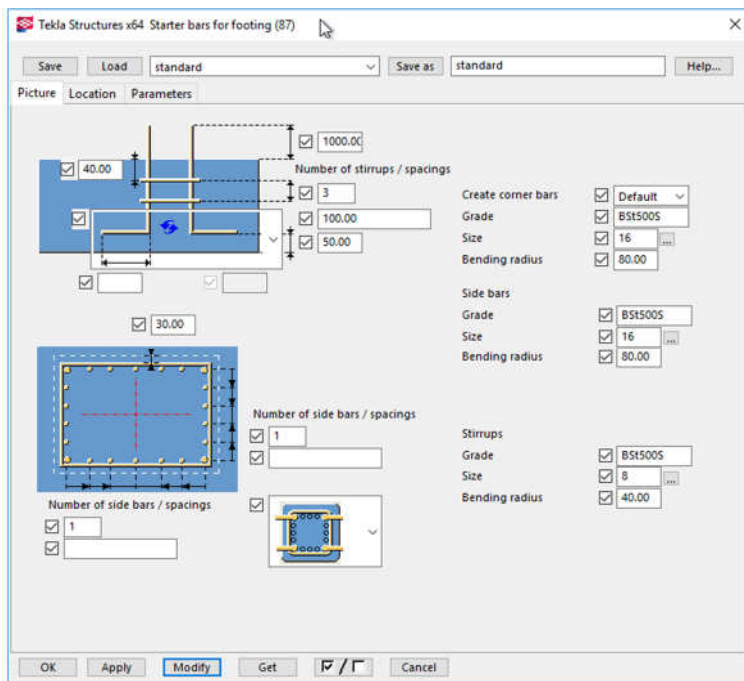 Tekla Structures x64  Starter bars for footing (87)
Save Load standard Save as standard Help...
Picture Location Parameters
1000.00
40.00
Number of stirrups / spacings
3
100.00
50.00
Create corner bars Default
Grade BSt500S
Size 16 ...
Bending radius 80.00
Side bars
Grade BSt500S
Size 16 ...
Bending radius 80.00
30.00
Number of side bars / spacings
1
Number of side bars / spacings
1
Stirrups
Grade BSt500S
Size 8 ...
Bending radius 40.00
OK Apply Modify Get / Cancel